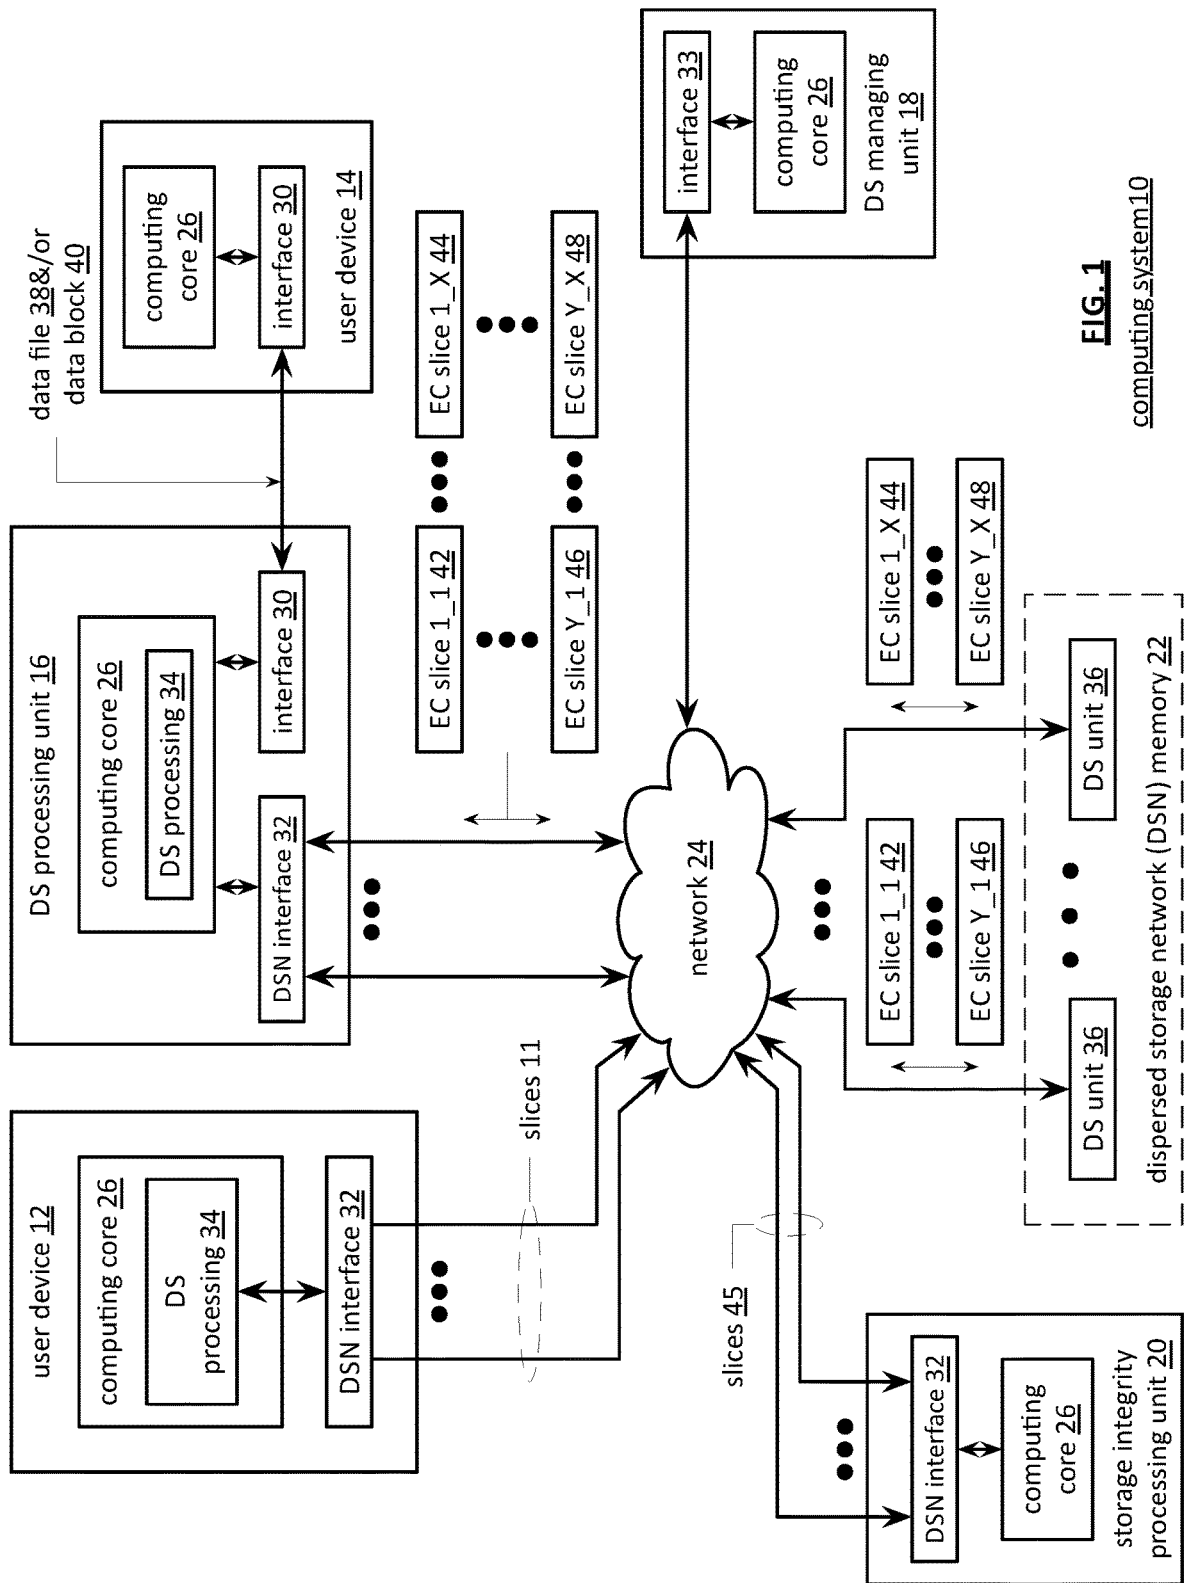 user device 12
computing core 26
DS
processing 34
DSN interface 32
slices 11
DS processing unit 16
computing core 26
DS processing 34
DSN interface 32
interface 30
data file 38&/or
data block 40
computing
core 26
interface 30
user device 14
EC slice 1_1 42
EC slice 1_X 44
EC slice Y_1 46
EC slice Y_X 48
network 24
interface 33
computing
core 26
DS managing
unit 18
slices 45
DSN interface 32
computing
core 26
storage integrity
processing unit 20
EC slice 1_1 42
EC slice Y_1 46
EC slice 1_X 44
EC slice Y_X 48
DS unit 36
DS unit 36
dispersed storage network (DSN) memory 22
FIG. 1
computing system10